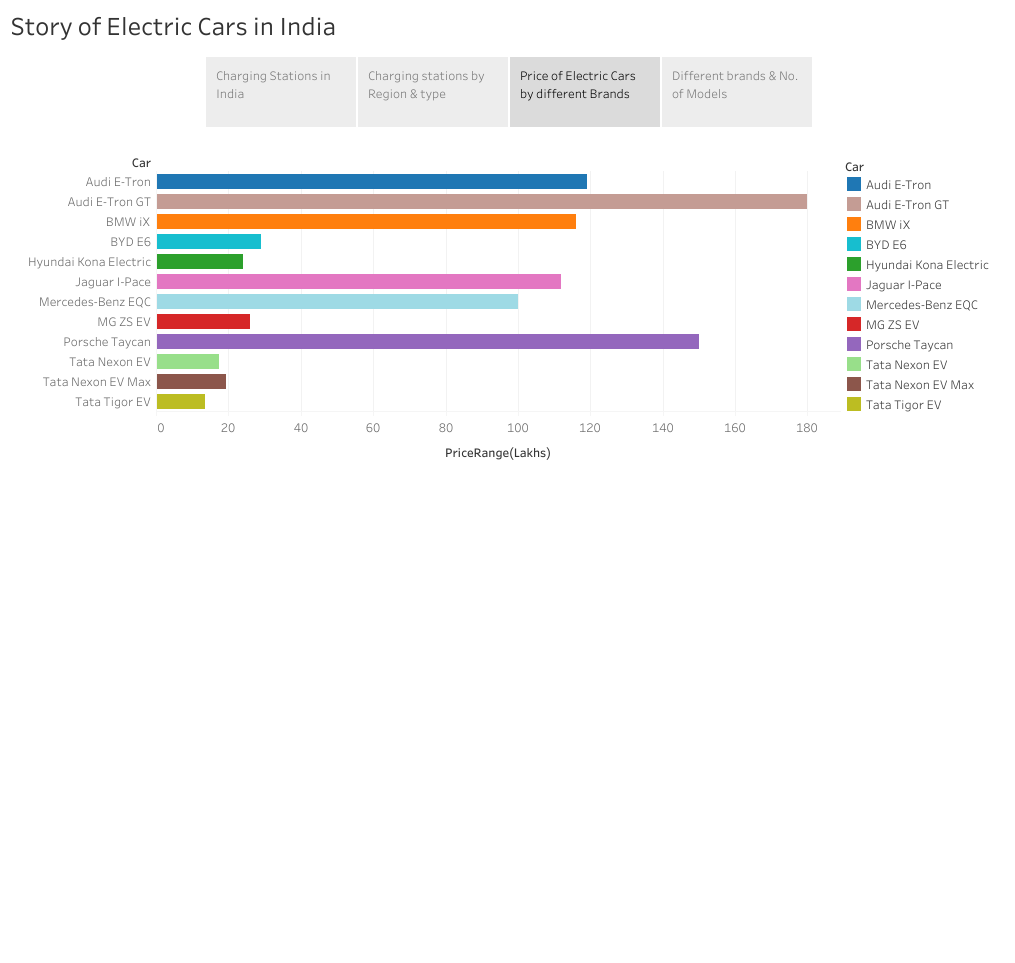 Story of Electric Cars in India
Charging Stations in
India
Charging stations by
Region & type
Price of Electric Cars
by different Brands
Different brands & No.
of Models
Car
Audi E-Tron
Audi E-Tron GT
BMW iX
BYD E6
Hyundai Kona Electric
Jaguar I-Pace
Mercedes-Benz EQC
MG ZS EV
Porsche Taycan
Tata Nexon EV
Tata Nexon EV Max
Tata Tigor EV
0 20 40 60 80 100 120 140 160 180
PriceRange(Lakhs)
Car
Audi E-Tron
Audi E-Tron GT
BMW iX
BYD E6
Hyundai Kona Electric
Jaguar I-Pace
Mercedes-Benz EQC
MG ZS EV
Porsche Taycan
Tata Nexon EV
Tata Nexon EV Max
Tata Tigor EV